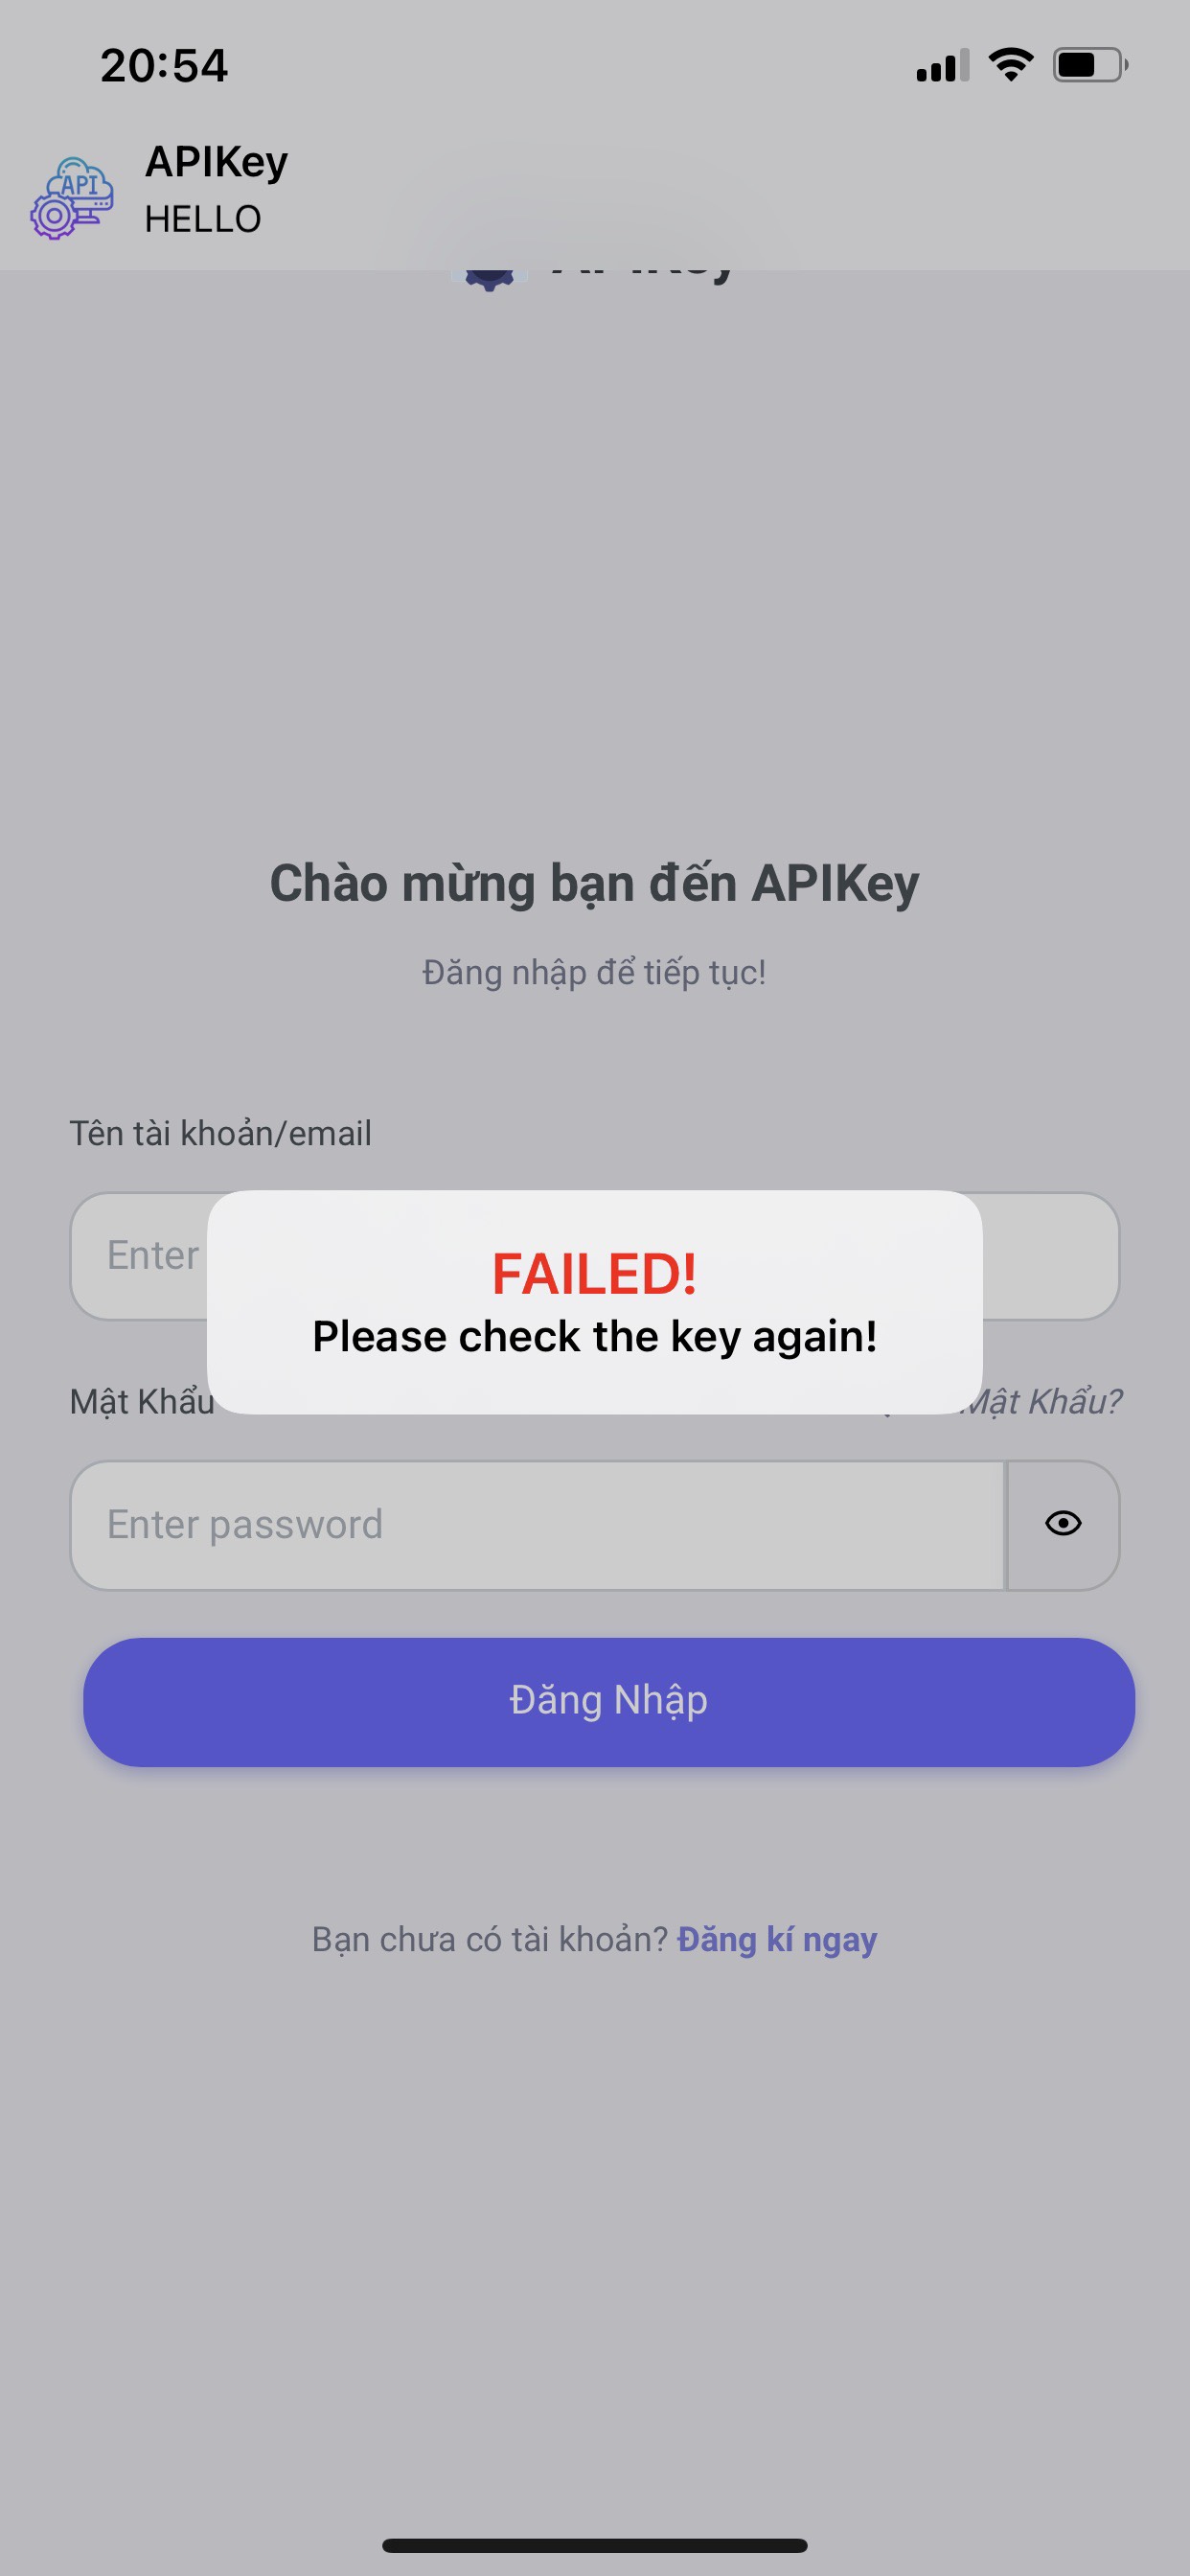 20:54
APIKey
HELLO
API
APIKey
Chào mừng bạn đến APIKey
Đăng nhập để tiếp tục!
Tên tài khoản/email
Enter
FAILED!
Please check the key again!
Mật Khẩu
Mật Khẩu?
Enter password
Đăng Nhập
Bạn chưa có tài khoản? Đăng kí ngay